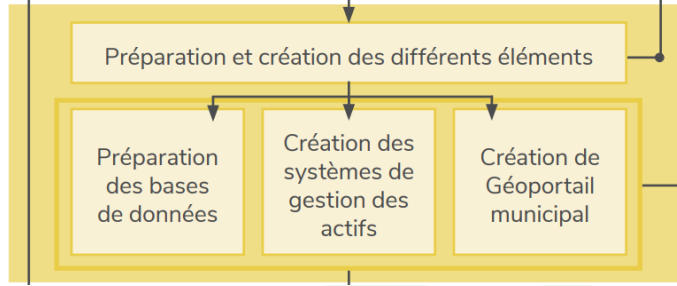 Préparation et création des différents éléments
Préparation
des bases
de données
Création des
systèmes de
gestion des
actifs
Création de
Géoportail
municipal